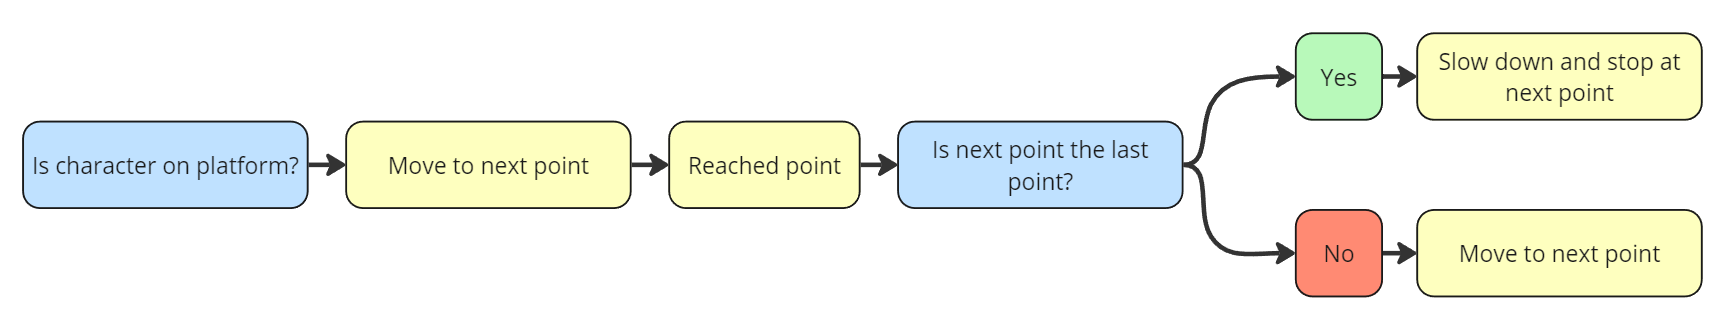 Is character on platform?
Move to next point
Reached point
Is next point the last
point?
Yes
Slow down and stop at
next point
No
Move to next point